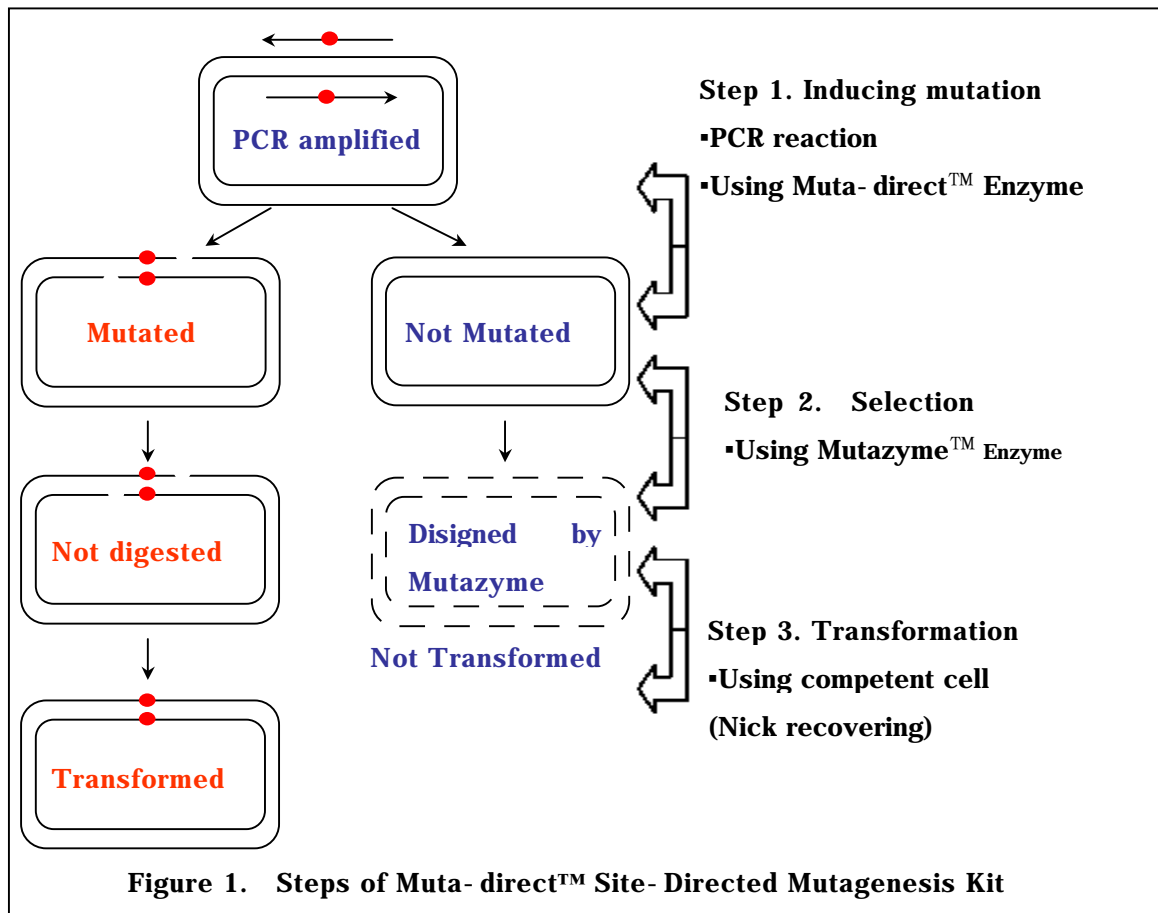 PCR amplified
Step 1. Inducing mutation
▪PCR reaction
▪Using Muta- direct™ Enzyme
Mutated
Not Mutated
Step 2. Selection
▪Using Mutazyme™ Enzyme
Not digested
Disigned by
Mutazyme
Not Transformed
Step 3. Transformation
▪Using competent cell
(Nick recovering)
Transformed
Figure 1. Steps of Muta- direct™ Site- Directed Mutagenesis Kit